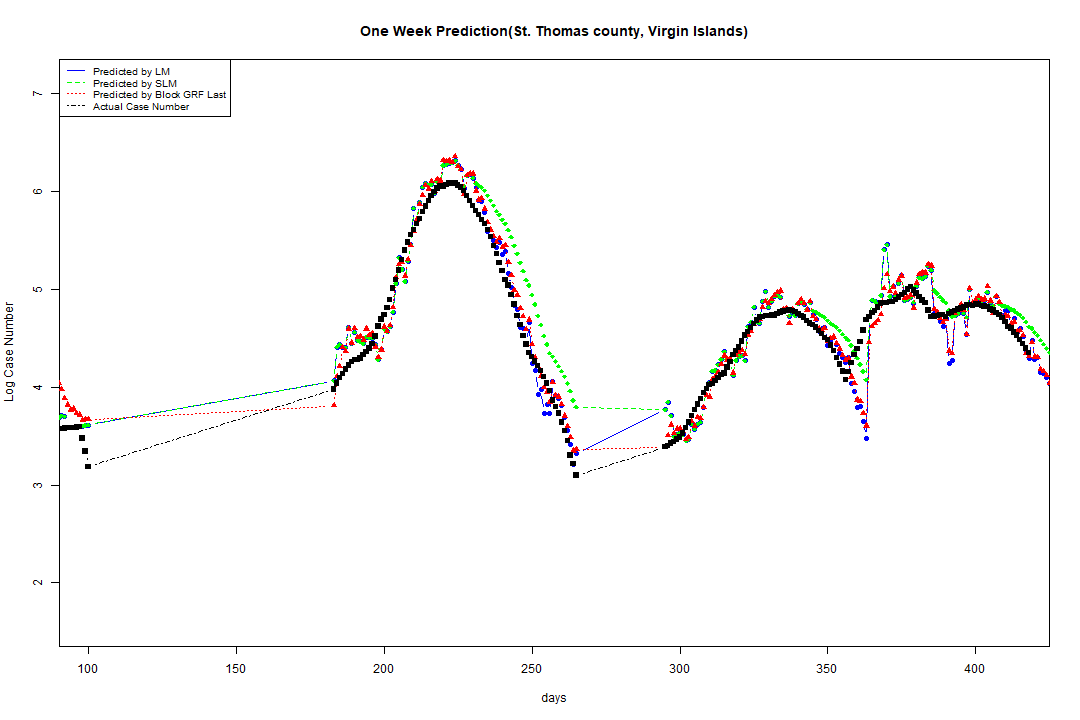 One Week Prediction(St. Thomas county, Virgin Islands)
Predicted by LM
Predicted by SLM
Predicted by Block GRF Last
Actual Case Number
Log Case Number
7
6
5
4
3
2
100 150 200 250 300 350 400
days